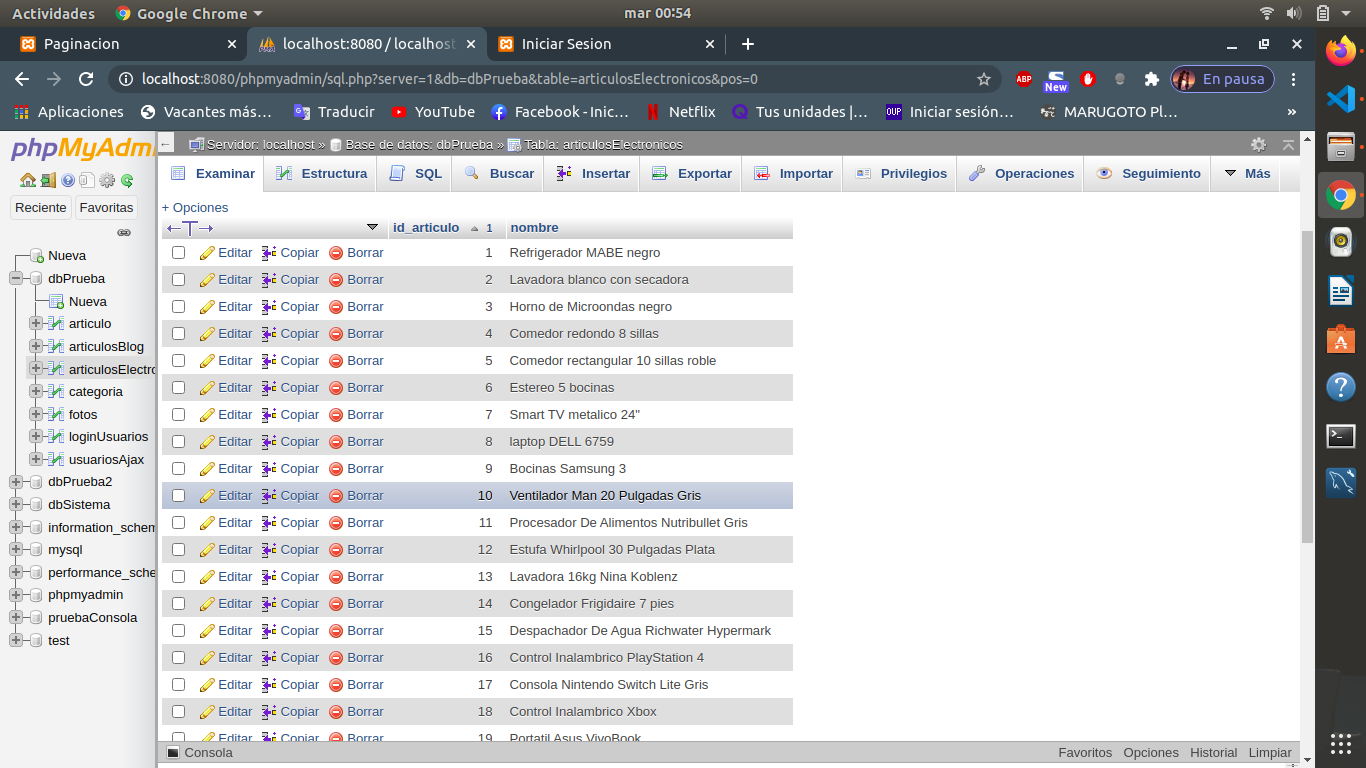 Actividades Google Chrome mar 00:54
Paginacion localhost:8080 / localhost Iniciar Sesion
localhost:8080/phpmyadmin/sql.php?server=1&db=dbPrueba&table=articulosElectronicos&pos=0 ABP New En pausa
Aplicaciones Vacantes más… Traducir YouTube Facebook - Inic… Netflix Tus unidades |… OUP Iniciar sesión… MARUGOTO Pl… »
phpMyAdmi
Reciente Favoritas
Nueva
dbPrueba
Nueva
articulo
articulosBlog
articulosElectro
categoria
fotos
loginUsuarios
usuariosAjax
dbPrueba2
dbSistema
information_schem
mysql
performance_sche
phpmyadmin
pruebaConsola
test
Servidor: localhost » Base de datos: dbPrueba » Tabla: articulosElectronicos
Examinar Estructura SQL Buscar Insertar Exportar Importar Privilegios Operaciones Seguimiento Más
+ Opciones
id_articulo 1 nombre
Editar Copiar Borrar 1 Refrigerador MABE negro
Editar Copiar Borrar 2 Lavadora blanco con secadora
Editar Copiar Borrar 3 Horno de Microondas negro
Editar Copiar Borrar 4 Comedor redondo 8 sillas
Editar Copiar Borrar 5 Comedor rectangular 10 sillas roble
Editar Copiar Borrar 6 Estereo 5 bocinas
Editar Copiar Borrar 7 Smart TV metalico 24"
Editar Copiar Borrar 8 laptop DELL 6759
Editar Copiar Borrar 9 Bocinas Samsung 3
Editar Copiar Borrar 10 Ventilador Man 20 Pulgadas Gris
Editar Copiar Borrar 11 Procesador De Alimentos Nutribullet Gris
Editar Copiar Borrar 12 Estufa Whirlpool 30 Pulgadas Plata
Editar Copiar Borrar 13 Lavadora 16kg Nina Koblenz
Editar Copiar Borrar 14 Congelador Frigidaire 7 pies
Editar Copiar Borrar 15 Despachador De Agua Richwater Hypermark
Editar Copiar Borrar 16 Control Inalambrico PlayStation 4
Editar Copiar Borrar 17 Consola Nintendo Switch Lite Gris
Editar Copiar Borrar 18 Control Inalambrico Xbox
Editar Copiar Borrar 19 Portatil Asus VivoBook
Consola Favoritos Opciones Historial Limpiar